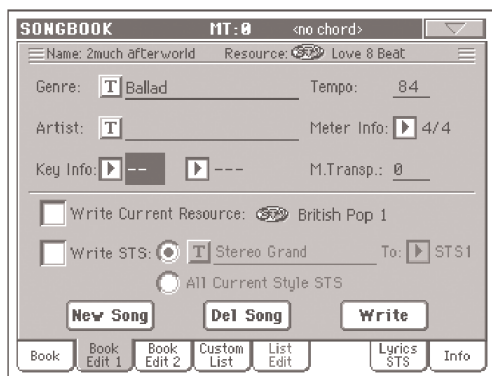 SONGBOOK MT:0 <no chord>
Name: 2much afterworld Resource: STY Love 8 Beat
Genre: T Ballad Tempo: 84
Artist: T Meter Info: 4/4
Key Info: -- --- M.Transp.: 0
Write Current Resource: STY British Pop 1
Write STS: T Stereo Grand To: STS1
All Current Style STS
New Song Del Song Write
Book Book Edit 1 Book Edit 2 Custom List List Edit Lyrics STS Info